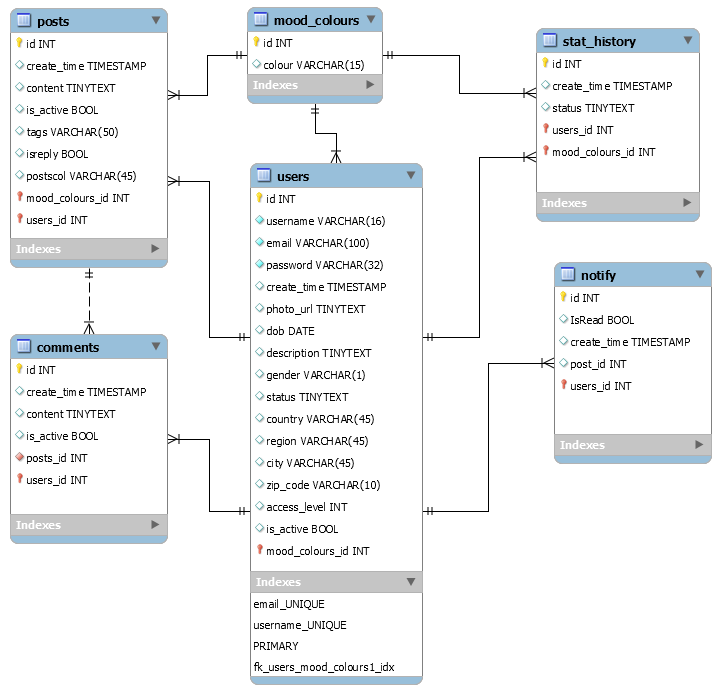 posts
id INT
create_time TIMESTAMP
content TINYTEXT
is_active BOOL
tags VARCHAR(50)
isreply BOOL
postscol VARCHAR(45)
mood_colours_id INT
users_id INT
Indexes
mood_colours
id INT
colour VARCHAR(15)
Indexes
stat_history
id INT
create_time TIMESTAMP
status TINYTEXT
users_id INT
mood_colours_id INT
Indexes
users
id INT
username VARCHAR(16)
email VARCHAR(100)
password VARCHAR(32)
create_time TIMESTAMP
photo_url TINYTEXT
dob DATE
description TINYTEXT
gender VARCHAR(1)
status TINYTEXT
country VARCHAR(45)
region VARCHAR(45)
city VARCHAR(45)
zip_code VARCHAR(10)
access_level INT
is_active BOOL
mood_colours_id INT
Indexes
email_UNIQUE
username_UNIQUE
PRIMARY
fk_users_mood_colours1_idx
notify
id INT
IsRead BOOL
create_time TIMESTAMP
post_id INT
users_id INT
Indexes
comments
id INT
create_time TIMESTAMP
content TINYTEXT
is_active BOOL
posts_id INT
users_id INT
Indexes